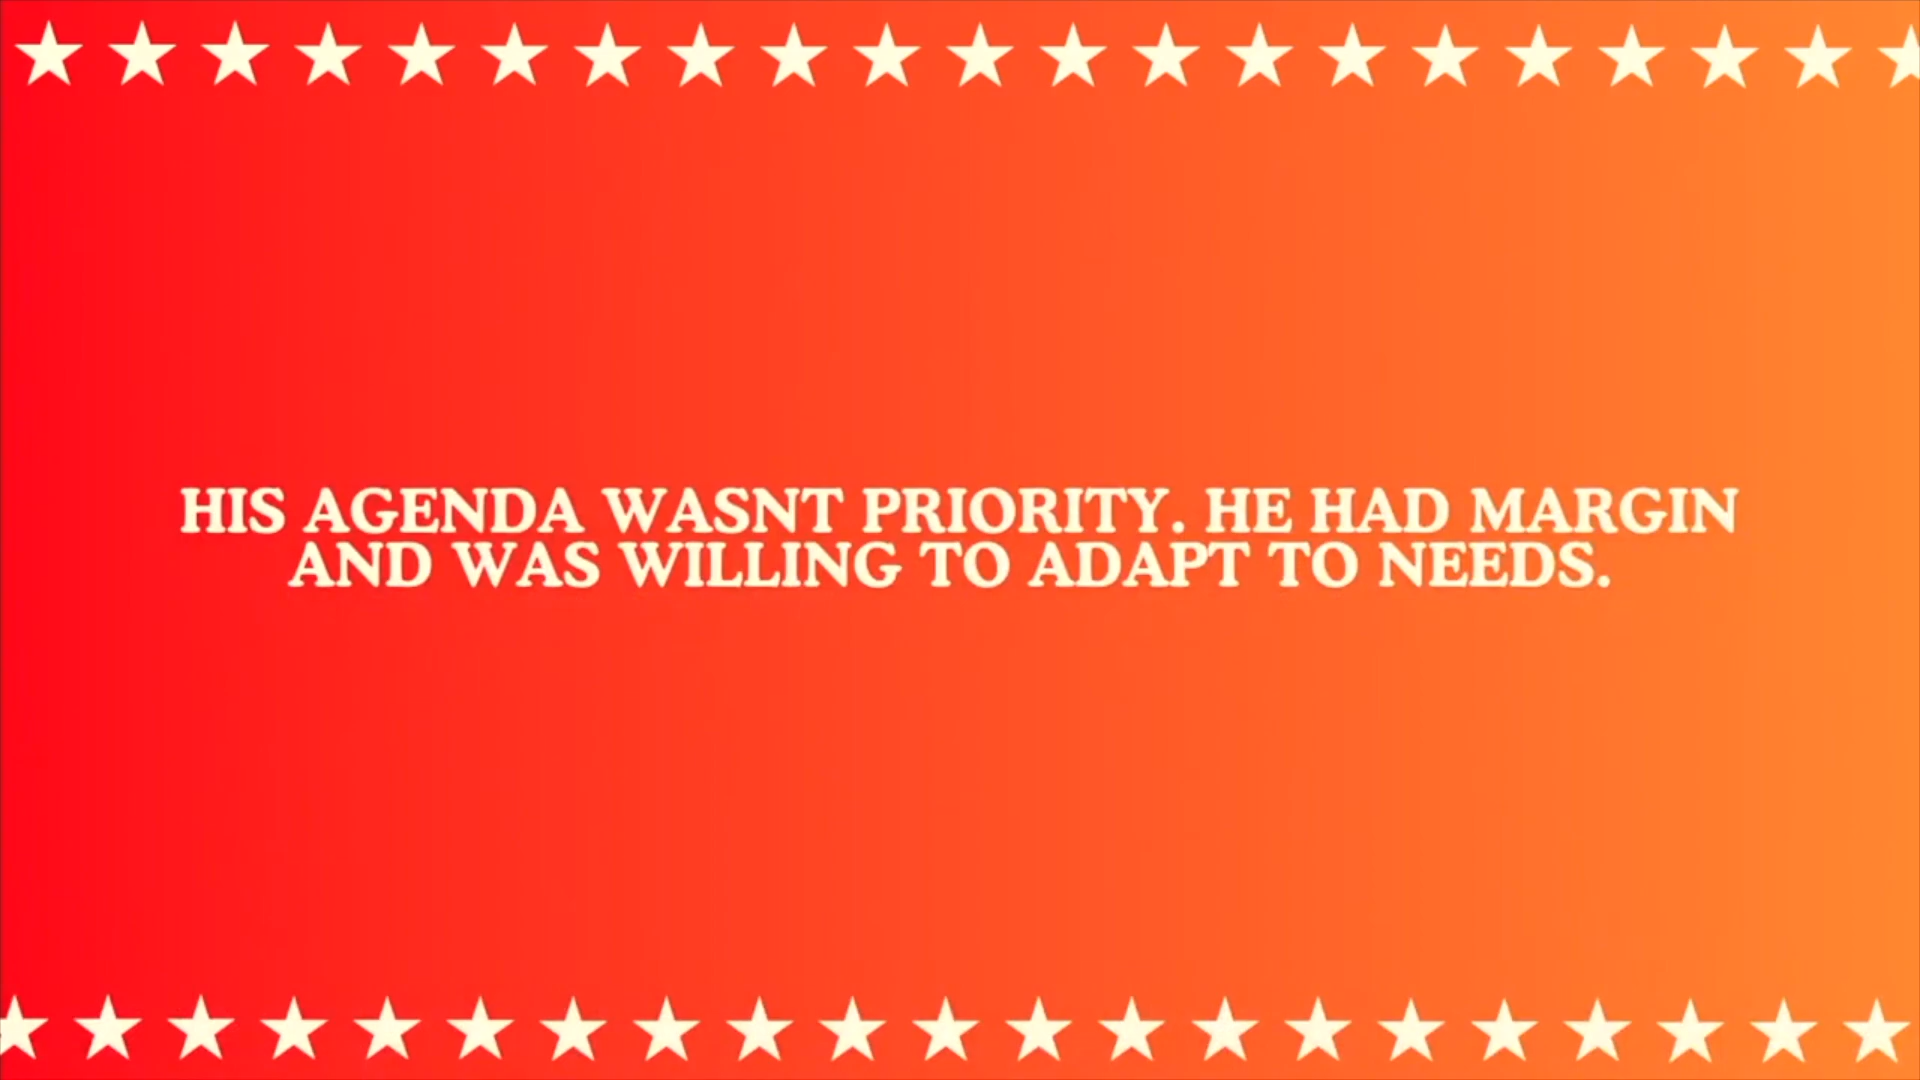 HIS AGENDA WASNT PRIORITY. HE HAD MARGIN
AND WAS WILLING TO ADAPT TO NEEDS.